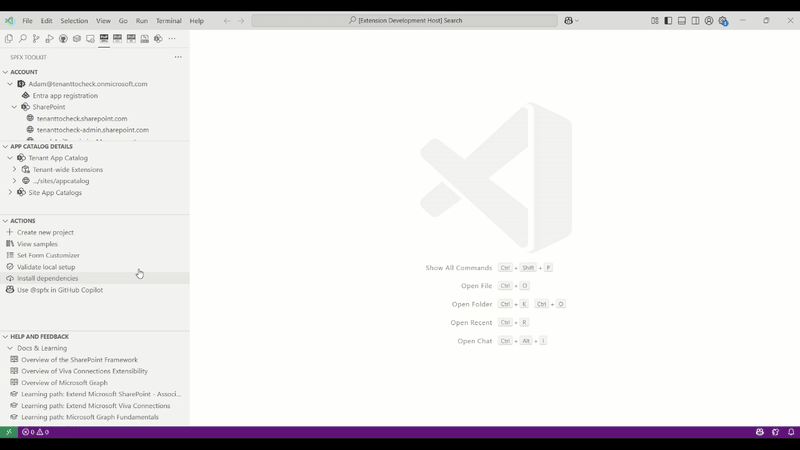 File Edit Selection View Go Run Terminal Help
[Extension Development Host] Search
SPFX TOOLKIT
ACCOUNT
Adam@tenanttocheck.onmicrosoft.com
Entra app registration
SharePoint
tenanttocheck.sharepoint.com
tenanttocheck-admin.sharepoint.com
APP CATALOG DETAILS
Tenant App Catalog
Tenant-wide Extensions
.../sites/appcatalog
Site App Catalogs
ACTIONS
Create new project
View samples
Set Form Customizer
Validate local setup
Install dependencies
Use @spfx in GitHub Copilot
HELP AND FEEDBACK
Docs & Learning
Overview of the SharePoint Framework
Overview of Viva Connections Extensibility
Overview of Microsoft Graph
Learning path: Extend Microsoft SharePoint - Associ...
Learning path: Extend Microsoft Viva Connections
Learning path: Microsoft Graph Fundamentals
Show All Commands Ctrl + Shift + P
Open File Ctrl + O
Open Folder Ctrl + K Ctrl + O
Open Recent Ctrl + R
Open Chat Ctrl + Alt + I
0 0 0